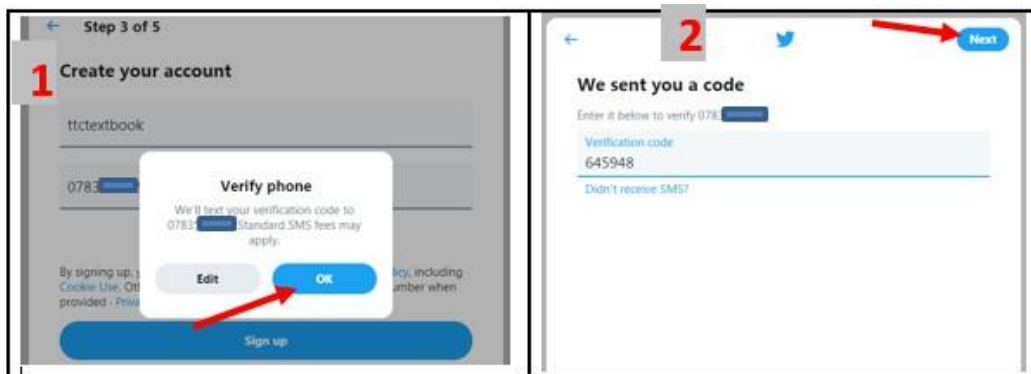 Step 3 of 5
1
Create your account
ttctextbook
0783
Verify phone
We'll text your verification code to
0783 Standard SMS fees may
apply.
Edit
OK
By signing up,
Cookie Use.
provided -
including
number when
Sign up
2
Next
We sent you a code
Enter it below to verify 078
Verification code
645948
Didn't receive SMS?